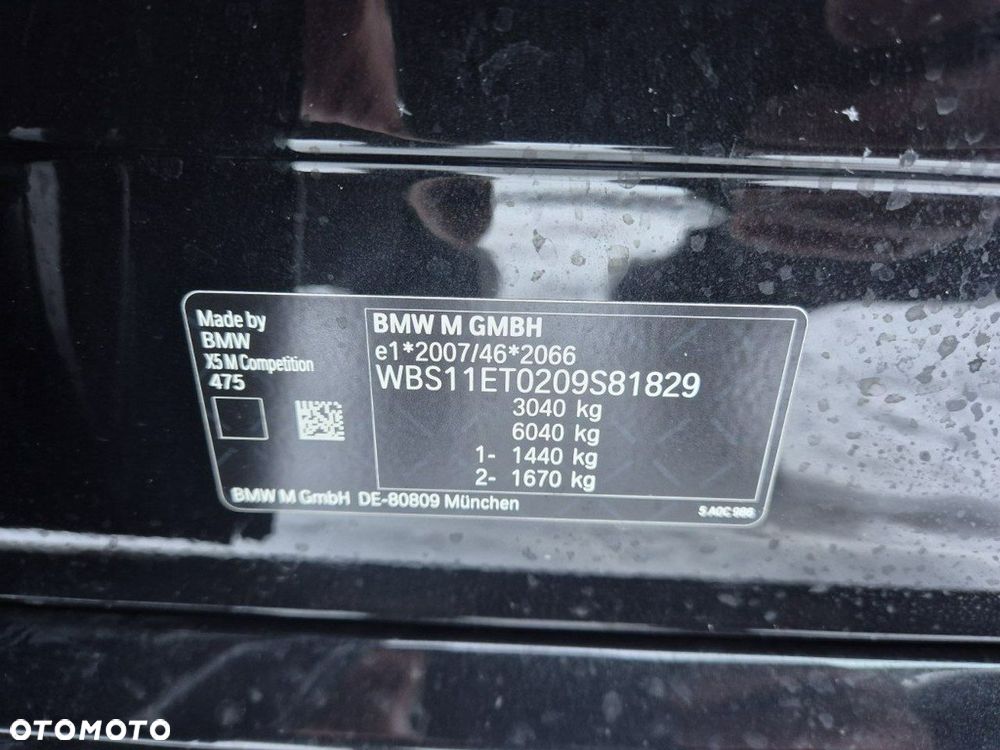 Made by
BMW
X5 M Competition
475
BMW M GMBH
e1*2007/46*2066
WBS11ET0209S81829
3040 kg
6040 kg
1- 1440 kg
2- 1670 kg
BMW M GmbH DE-80809 München
OTOMOTO